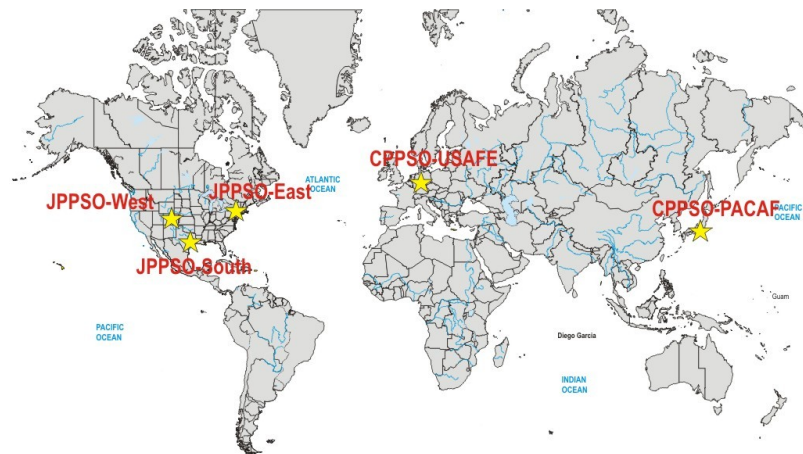 CPPSO-USAFE
ATLANTIC
OCEAN
JPPSO-East
JPPSO-West
CPPSO-PACAF
PACIFIC
OCEAN
JPPSO-South
Guam
PACIFIC
OCEAN
Diego Garcia
INDIAN
OCEAN